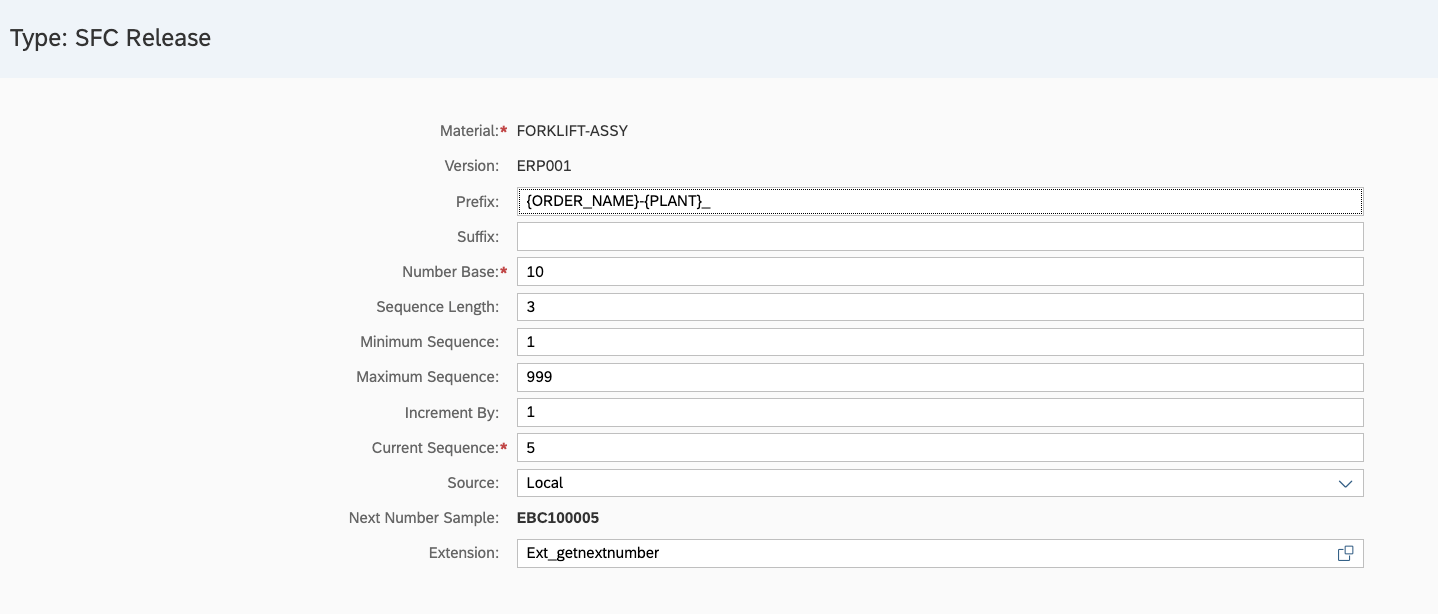 Type: SFC Release
Material:* FORKLIFT-ASSY
Version: ERP001
Prefix: {ORDER_NAME}-{PLANT}_
Suffix:
Number Base:* 10
Sequence Length: 3
Minimum Sequence: 1
Maximum Sequence: 999
Increment By: 1
Current Sequence:* 5
Source: Local
Next Number Sample: EBC100005
Extension: Ext_getnextnumber